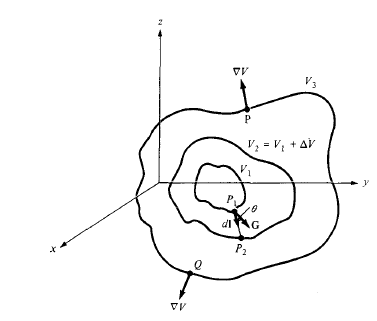 z
∇V
V₃
P
V₂ = V₁ + ΔV
V₁
y
P₁
θ
dl
G
x
P₂
Q
∇V